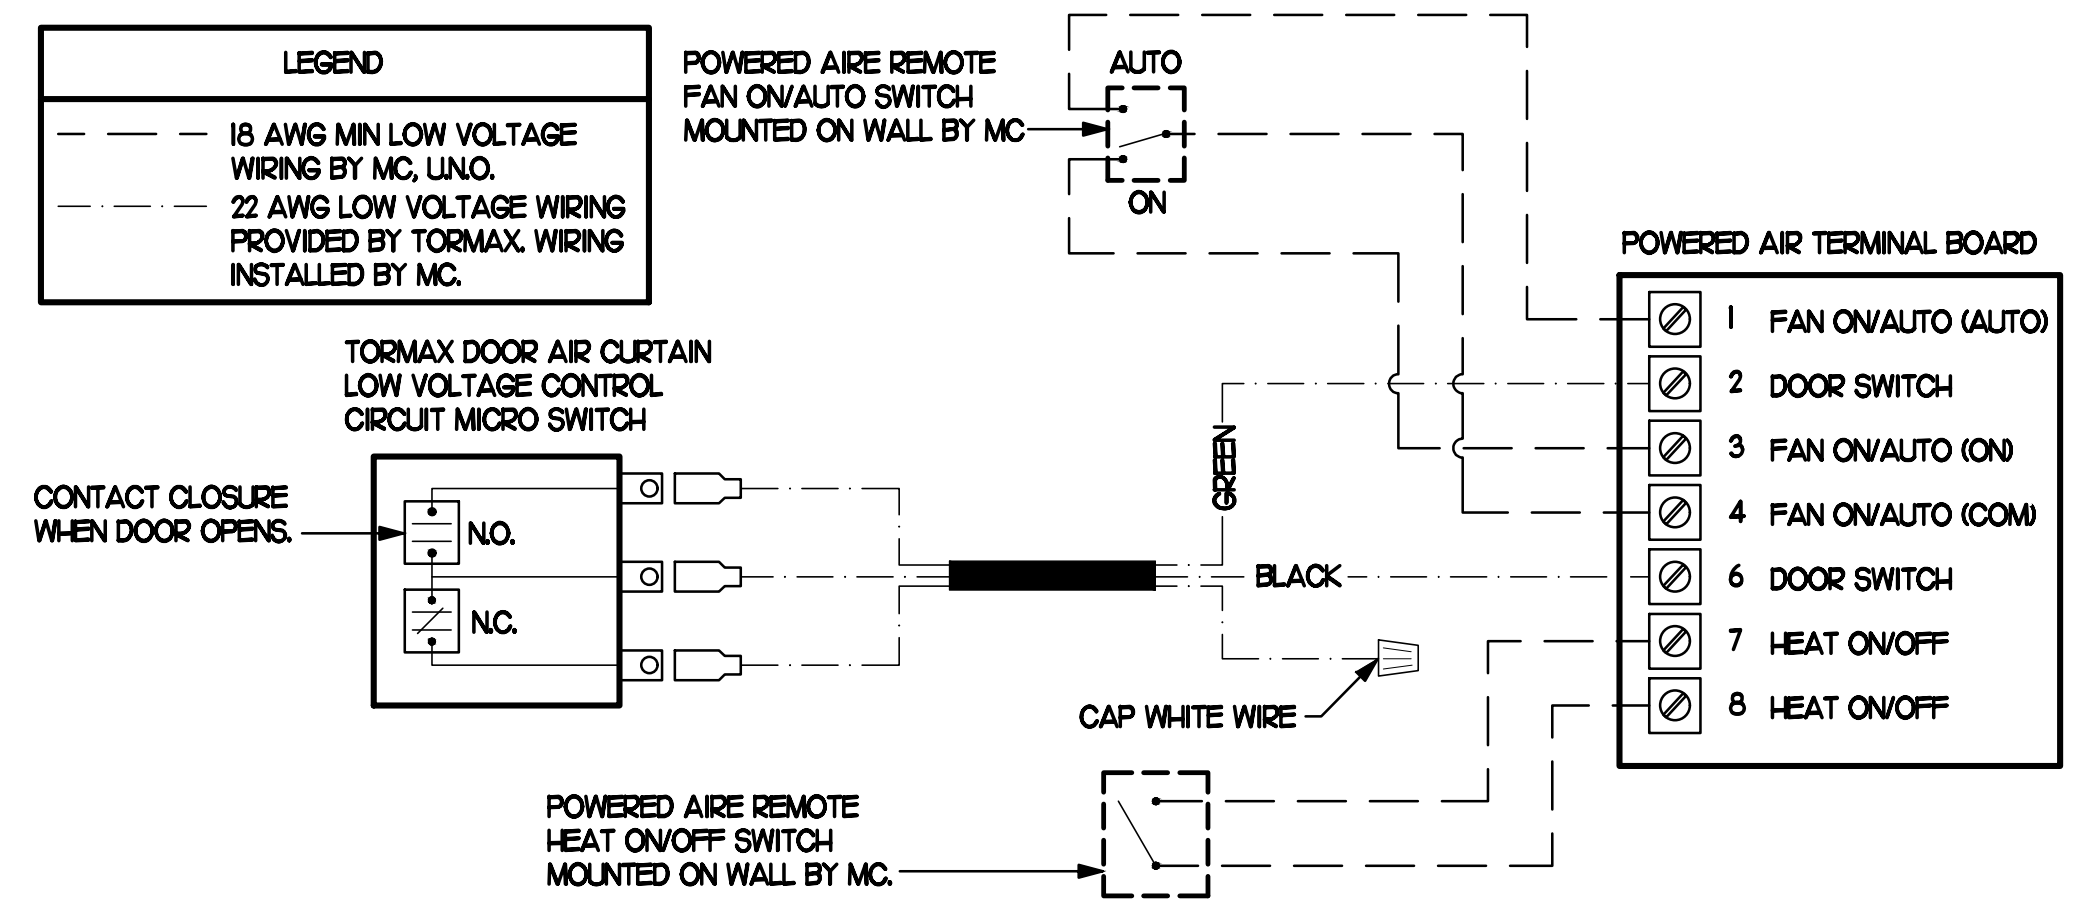 LEGEND
18 AWG MIN LOW VOLTAGE
WIRING BY MC, U.N.O.
22 AWG LOW VOLTAGE WIRING
PROVIDED BY TORMAX. WIRING
INSTALLED BY MC.
POWERED AIRE REMOTE
FAN ON/AUTO SWITCH
MOUNTED ON WALL BY MC
AUTO
ON
POWERED AIR TERMINAL BOARD
1 FAN ON/AUTO (AUTO)
2 DOOR SWITCH
3 FAN ON/AUTO (ON)
4 FAN ON/AUTO (COM)
6 DOOR SWITCH
7 HEAT ON/OFF
8 HEAT ON/OFF
TORMAX DOOR AIR CURTAIN
LOW VOLTAGE CONTROL
CIRCUIT MICRO SWITCH
CONTACT CLOSURE
WHEN DOOR OPENS.
N.O.
N.C.
GREEN
BLACK
CAP WHITE WIRE
POWERED AIRE REMOTE
HEAT ON/OFF SWITCH
MOUNTED ON WALL BY MC.